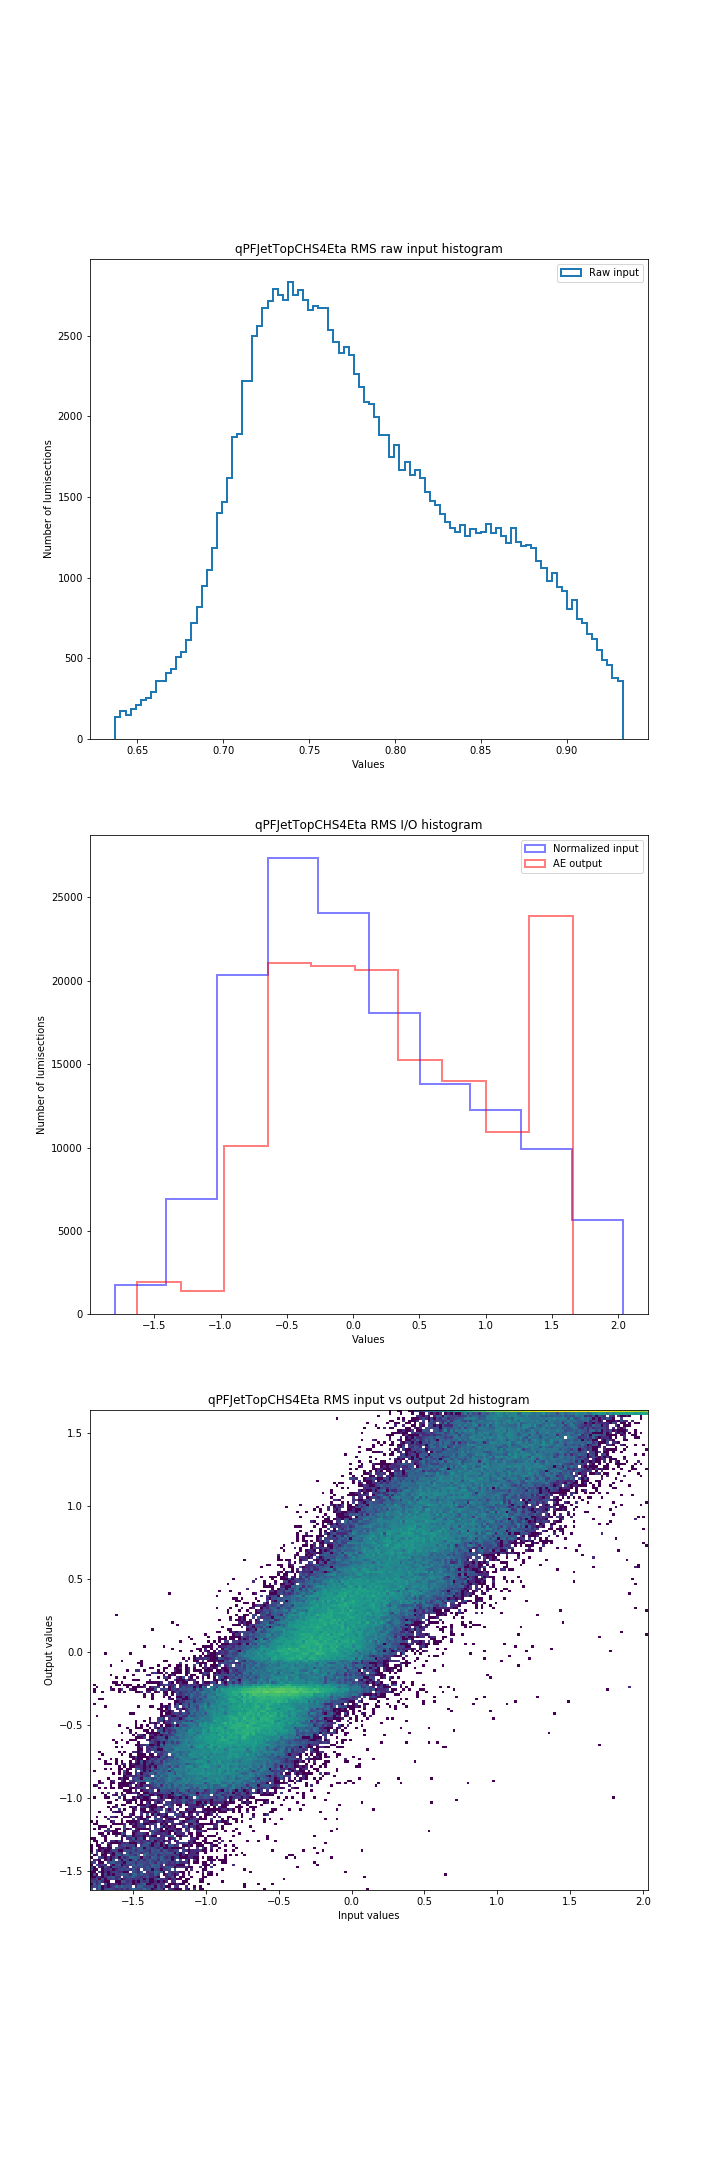 qPFJetTopCHS4Eta RMS raw input histogram
Raw input
2500
2000
1500
1000
500
0
Number of lumisections
0.65 0.70 0.75 0.80 0.85 0.90
Values
qPFJetTopCHS4Eta RMS I/O histogram
Normalized input
AE output
25000
20000
15000
10000
5000
0
Number of lumisections
−1.5 −1.0 −0.5 0.0 0.5 1.0 1.5 2.0
Values
qPFJetTopCHS4Eta RMS input vs output 2d histogram
1.5
1.0
0.5
0.0
−0.5
−1.0
−1.5
Output values
−1.5 −1.0 −0.5 0.0 0.5 1.0 1.5 2.0
Input values